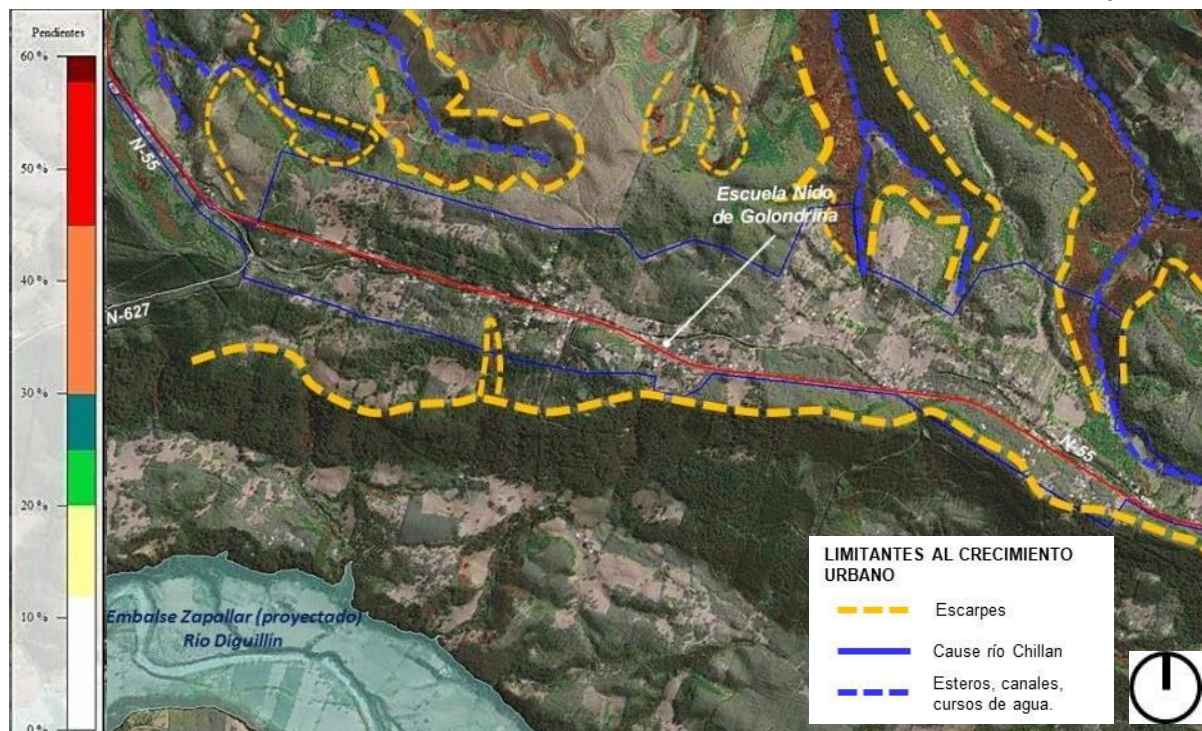 Pendientes
60 %
50 %
40 %
30 %
20 %
10 %
0 %
N-55
N-627
Escuela Nido
de Golondrina
N-55
Embalse Zapallar (proyectado)
Río Diguillín
LIMITANTES AL CRECIMIENTO
URBANO
Escarpes
Cause río Chillan
Esteros, canales,
cursos de agua.